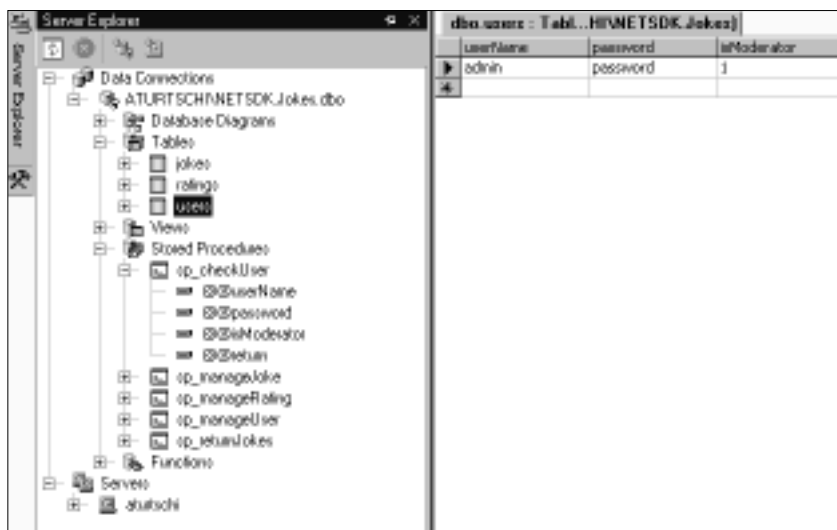 Server Explorer
Server Explorer
Data Connections
ATURTSCHI\NETSDK.Jokes.dbo
Database Diagrams
Tables
jokes
ratings
users
Views
Stored Procedures
sp_checkUser
@userName
@password
@isModerator
@return
sp_manageJoke
sp_manageRating
sp_manageUser
sp_returnJokes
Functions
Servers
aturtschi
dbo.users : Tabl...HI\NETSDK.Jokes)
userName password isModerator
admin password 1